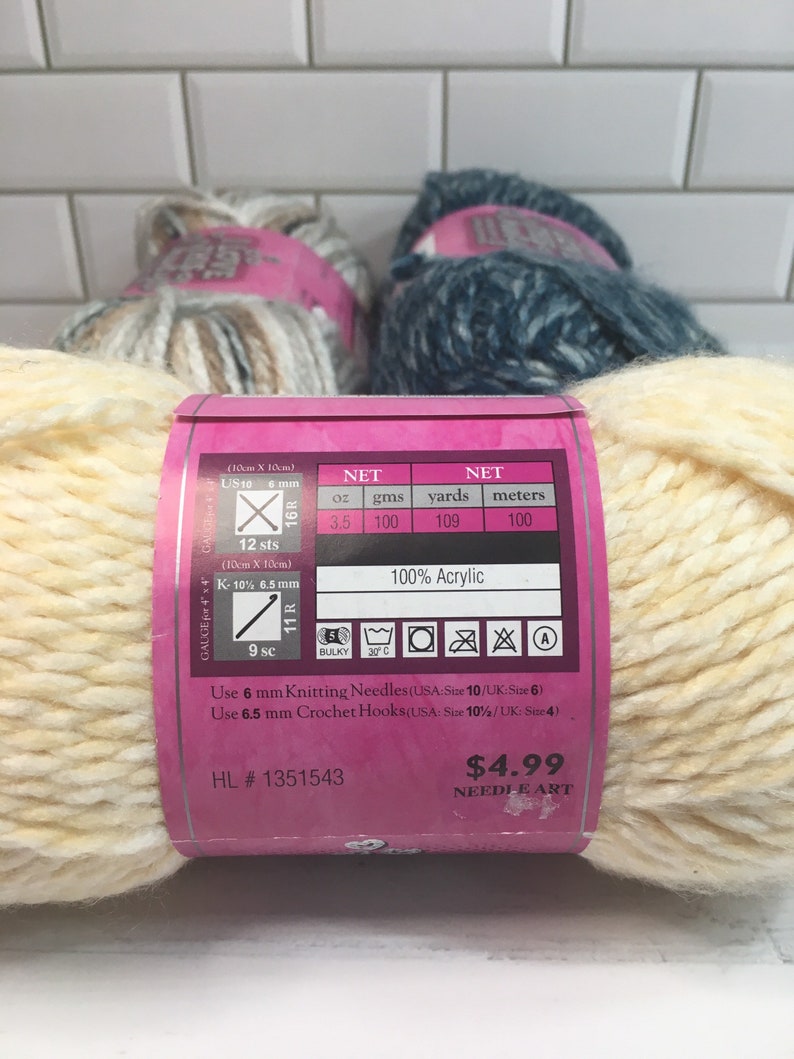 (10cm X 10cm)
US10 6 mm
GAUGE for 4" x 4"
16 R
12 sts
(10cm X 10cm)
K- 10½ 6.5 mm
GAUGE for 4" x 4"
11 R
9 sc
NET NET
oz gms yards meters
3.5 100 109 100
100% Acrylic
5
BULKY
30° C
A
Use 6 mm Knitting Needles (USA: Size 10 / UK: Size 6)
Use 6.5 mm Crochet Hooks (USA: Size 10½ / UK: Size 4)
HL # 1351543
$4.99
NEEDLE ART